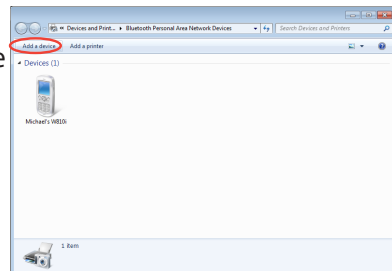 « Devices and Print... ▸ Bluetooth Personal Area Network Devices
Search Devices and Printers
Add a device Add a printer
e
Devices (1)
Michael's W810i
1 item